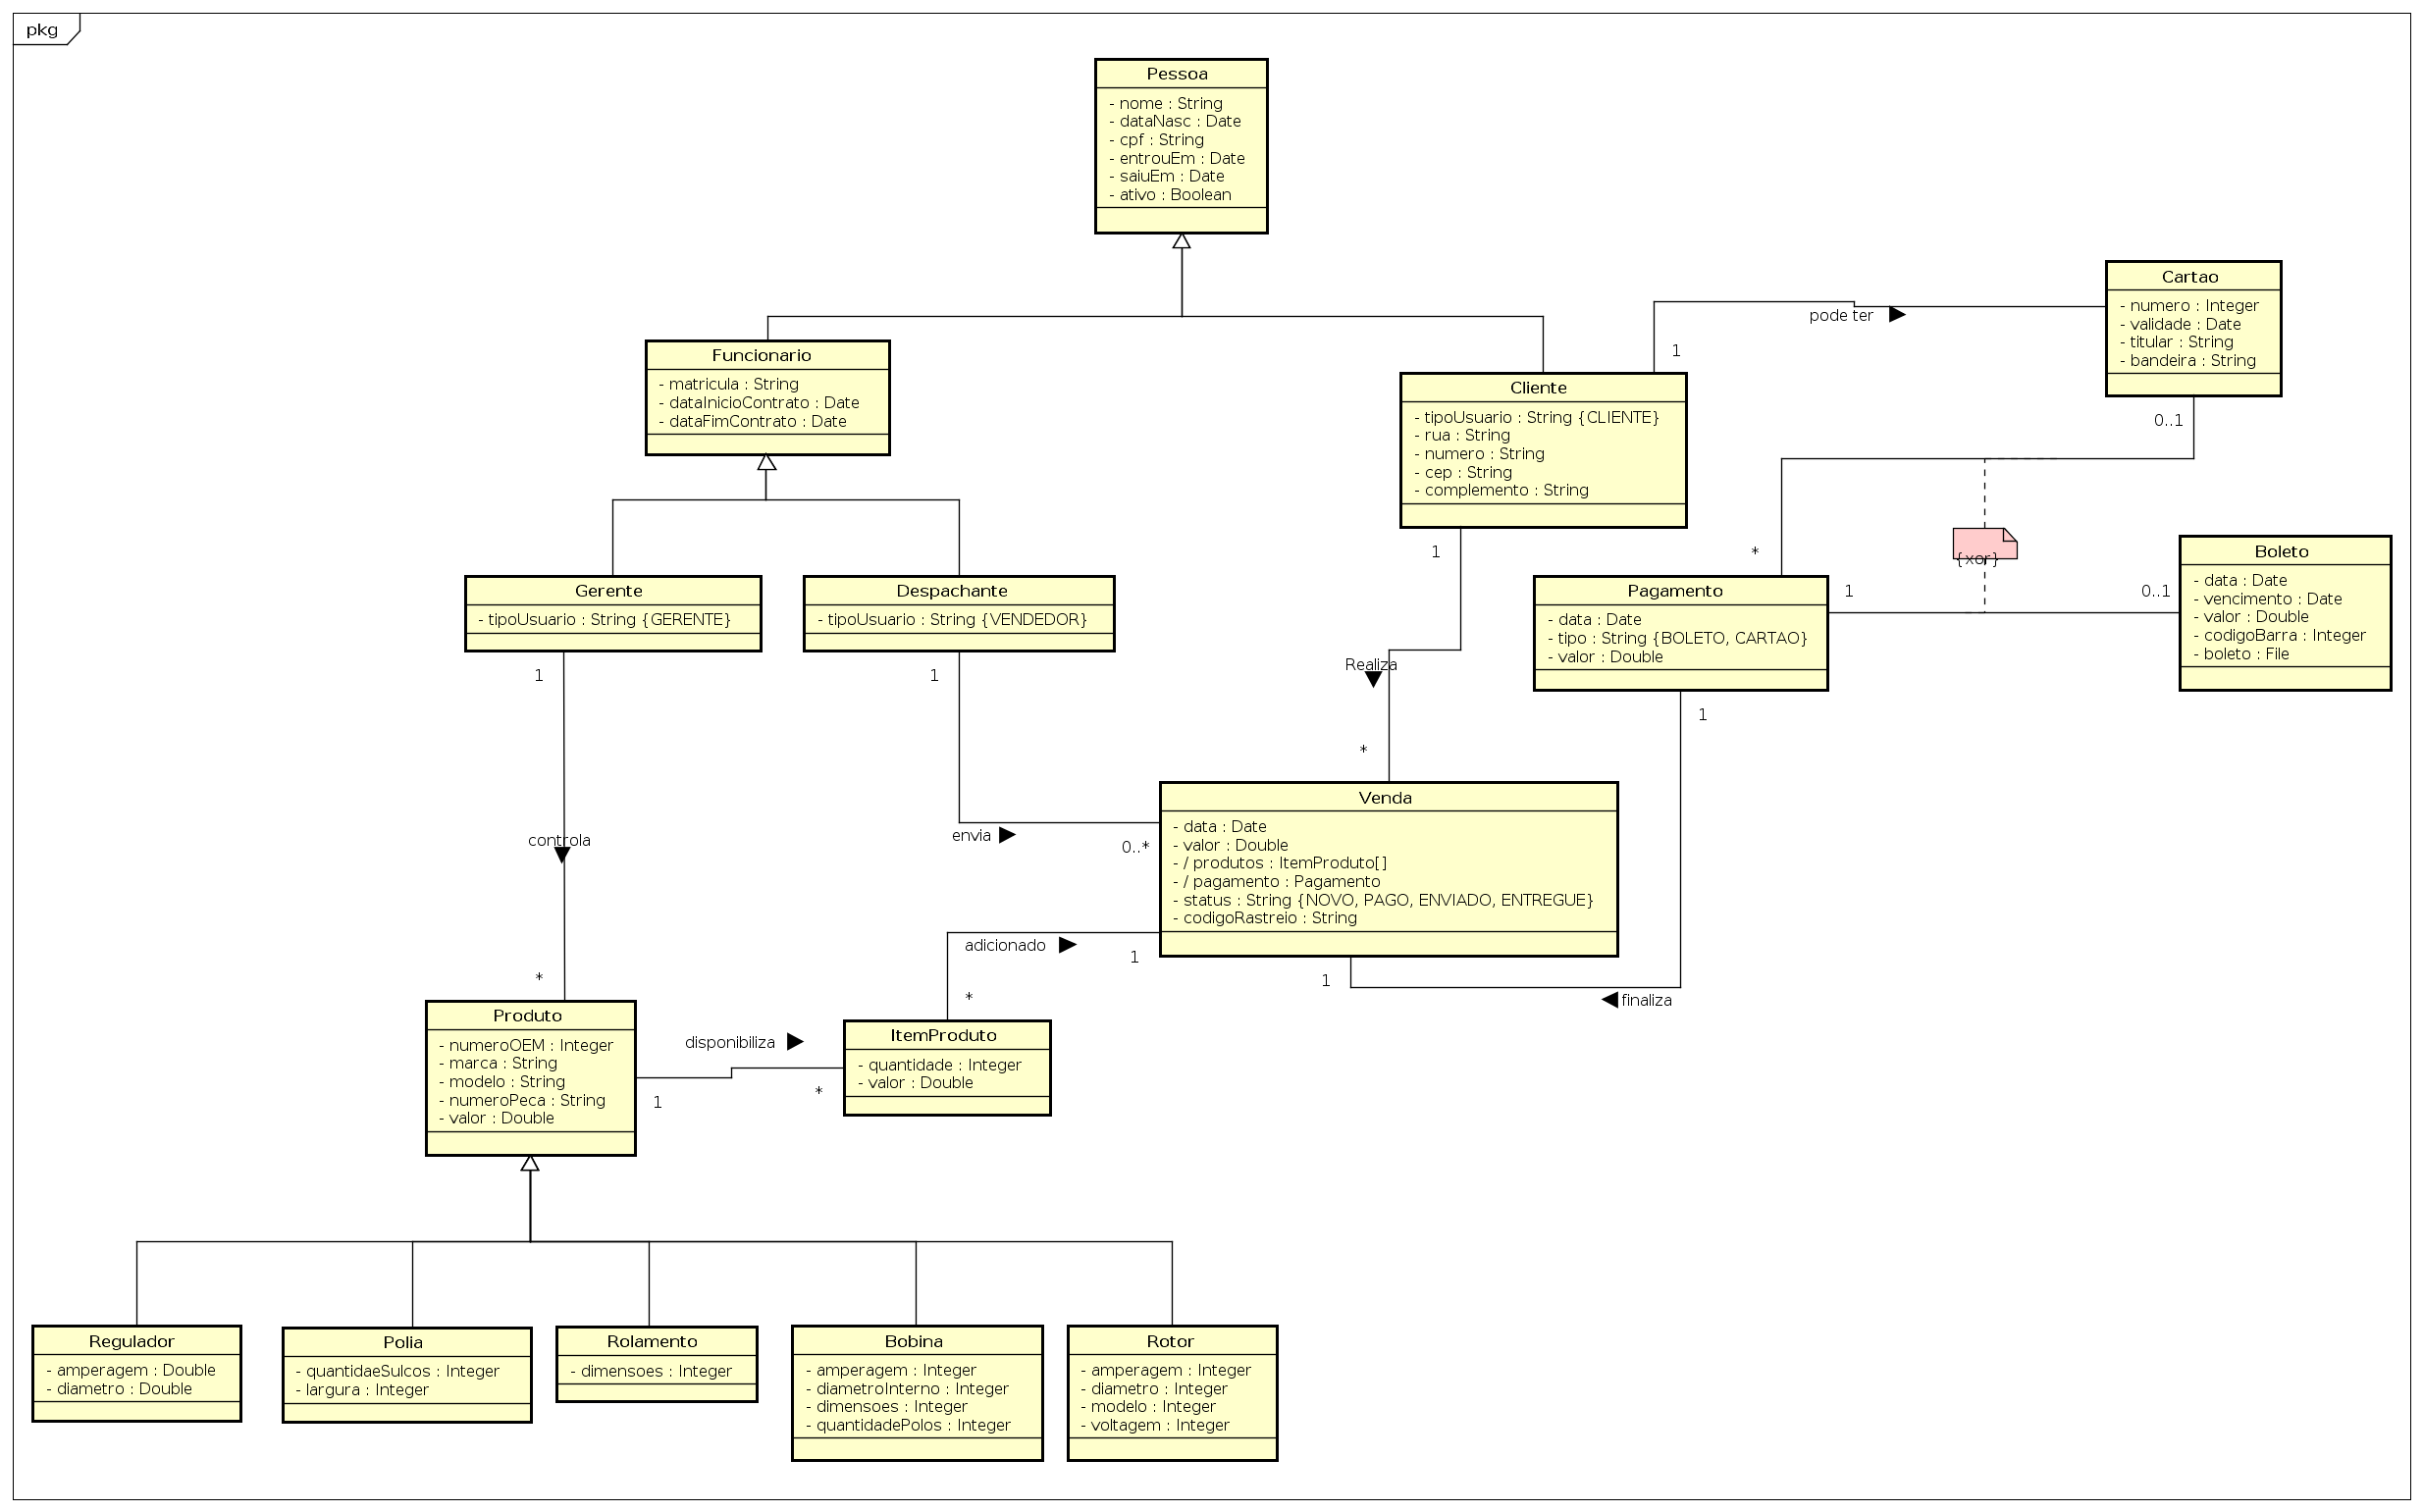 pkg
Pessoa
- nome : String
- dataNasc : Date
- cpf : String
- entrouEm : Date
- saiuEm : Date
- ativo : Boolean
Cartao
- numero : Integer
- validade : Date
- titular : String
- bandeira : String
pode ter
1
0..1
Funcionario
- matricula : String
- dataInicioContrato : Date
- dataFimContrato : Date
Cliente
- tipoUsuario : String {CLIENTE}
- rua : String
- numero : String
- cep : String
- complemento : String
1
*
{xor}
Boleto
- data : Date
- vencimento : Date
- valor : Double
- codigoBarra : Integer
- boleto : File
Gerente
- tipoUsuario : String {GERENTE}
Despachante
- tipoUsuario : String {VENDEDOR}
Pagamento
- data : Date
- tipo : String {BOLETO, CARTAO}
- valor : Double
1
0..1
1
1
Realiza
1
*
Venda
- data : Date
- valor : Double
- / produtos : ItemProduto[]
- / pagamento : Pagamento
- status : String {NOVO, PAGO, ENVIADO, ENTREGUE}
- codigoRastreio : String
controla
envia
0..*
adicionado
1
*
*
1
finaliza
Produto
- numeroOEM : Integer
- marca : String
- modelo : String
- numeroPeca : String
- valor : Double
disponibiliza
1
*
ItemProduto
- quantidade : Integer
- valor : Double
Regulador
- amperagem : Double
- diametro : Double
Polia
- quantidaeSulcos : Integer
- largura : Integer
Rolamento
- dimensoes : Integer
Bobina
- amperagem : Integer
- diametroInterno : Integer
- dimensoes : Integer
- quantidadePolos : Integer
Rotor
- amperagem : Integer
- diametro : Integer
- modelo : Integer
- voltagem : Integer